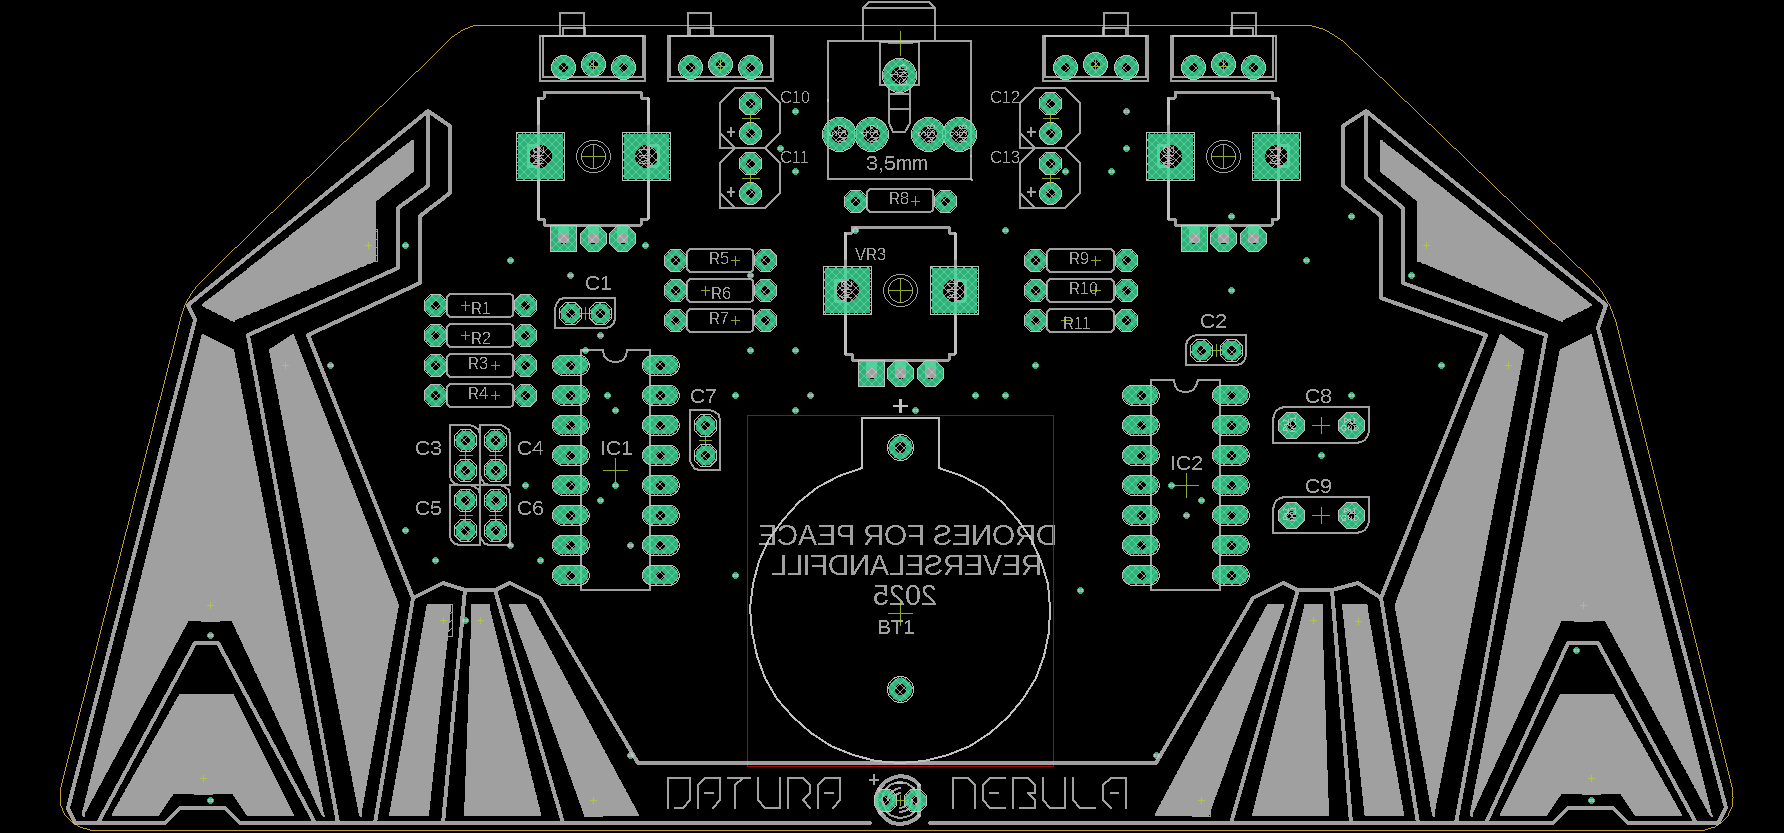 C10
C12
C11
C13
3,5mm
R8
VR3
R5
R9
C1
R6
R10
R1
R7
R11
R2
C2
R3
R4
C7
C8
C3
C4
IC1
IC2
C9
C5
C6
DRONES FOR PEACE
REVERSELANDFILL
2025
BT1
DATURA
NEBULA